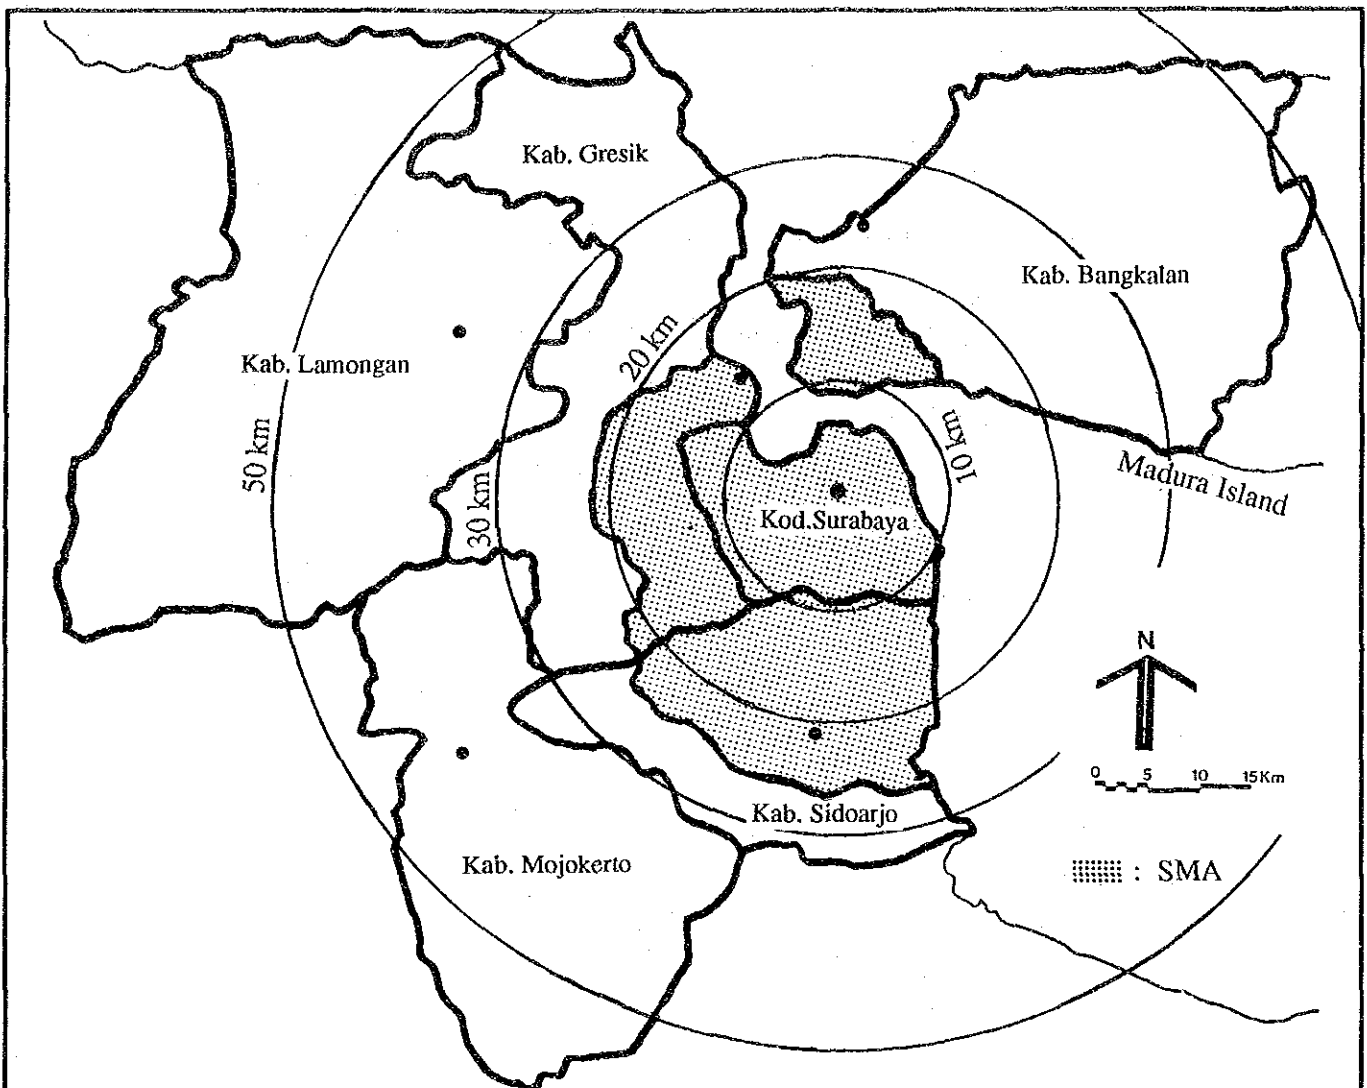 Kab. Gresik
Kab. Bangkalan
20 km
Kab. Lamongan
10 km
50 km
Madura Island
30 km
Kod.Surabaya
N
0 5 10 15Km
Kab. Sidoarjo
Kab. Mojokerto
: SMA